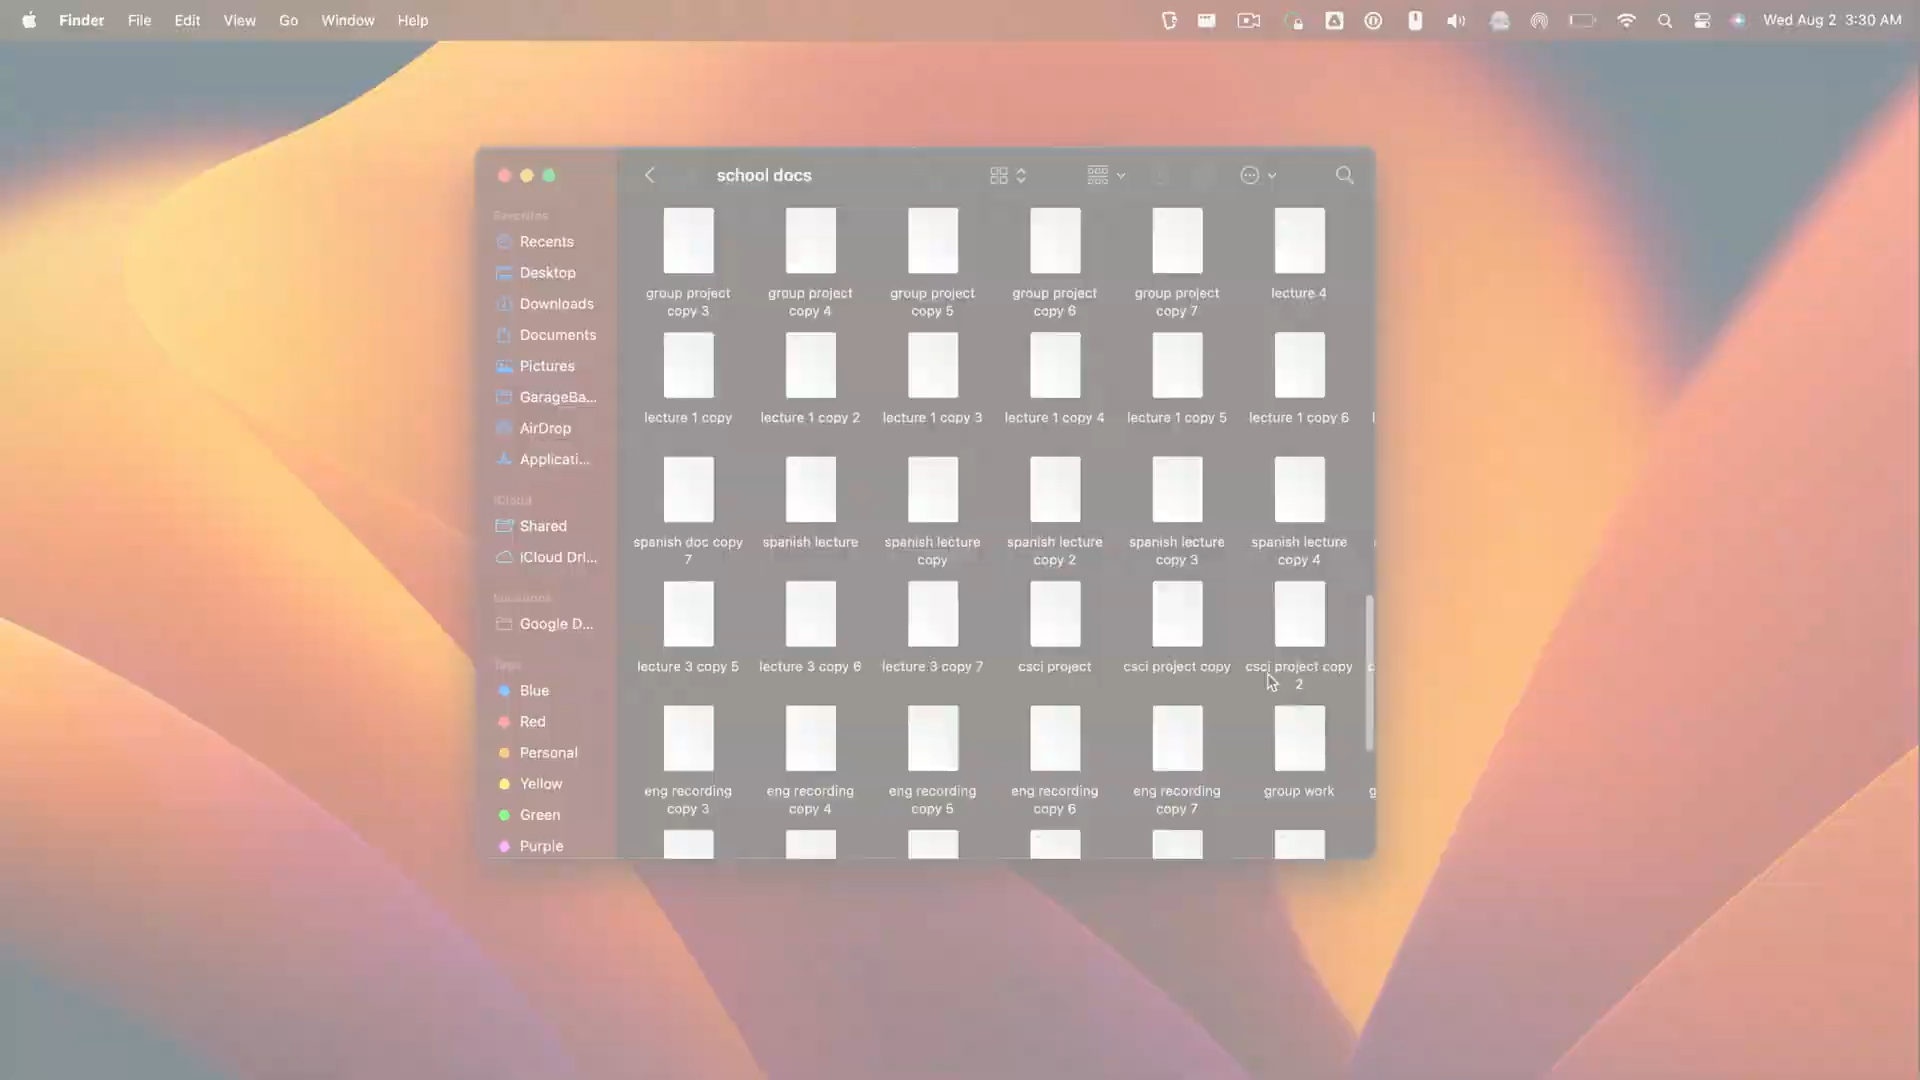 Finder File Edit View Go Window Help
Wed Aug 2 3:30 AM
school docs
Favorites
Recents
Desktop
Downloads
Documents
Pictures
GarageBa...
AirDrop
Applicati...
iCloud
Shared
iCloud Dri...
Locations
Google D...
Tags
Blue
Red
Personal
Yellow
Green
Purple
group project copy 3
group project copy 4
group project copy 5
group project copy 6
group project copy 7
lecture 4
lecture 1 copy
lecture 1 copy 2
lecture 1 copy 3
lecture 1 copy 4
lecture 1 copy 5
lecture 1 copy 6
spanish doc copy 7
spanish lecture
spanish lecture copy
spanish lecture copy 2
spanish lecture copy 3
spanish lecture copy 4
lecture 3 copy 5
lecture 3 copy 6
lecture 3 copy 7
csci project
csci project copy
csci project copy 2
eng recording copy 3
eng recording copy 4
eng recording copy 5
eng recording copy 6
eng recording copy 7
group work